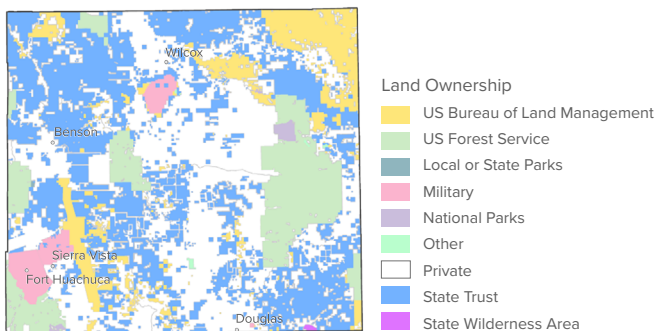 Wilcox
Benson
Sierra Vista
Fort Huachuca
Douglas
Land Ownership
US Bureau of Land Management
US Forest Service
Local or State Parks
Military
National Parks
Other
Private
State Trust
State Wilderness Area